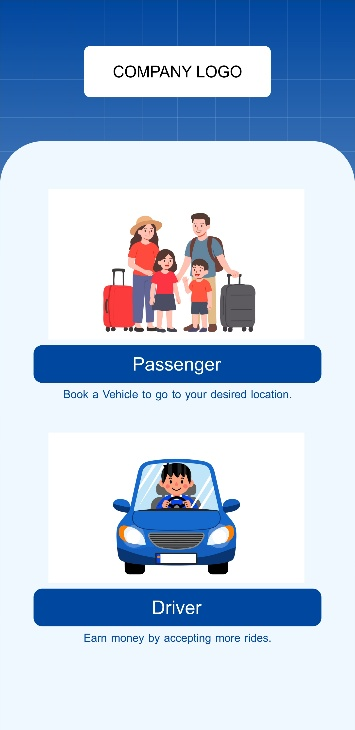 COMPANY LOGO
Passenger
Book a Vehicle to go to your desired location.
Driver
Earn money by accepting more rides.